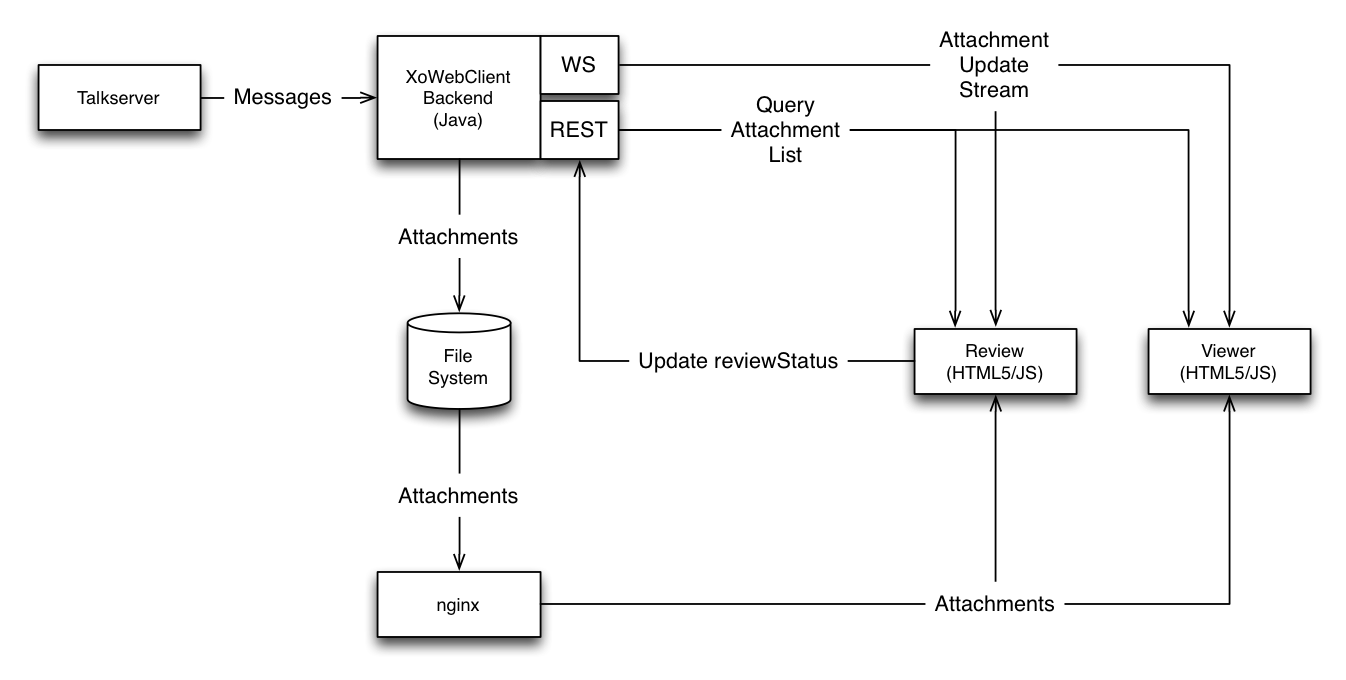 Talkserver
Messages
XoWebClient
Backend
(Java)
WS
REST
Attachment
Update
Stream
Query
Attachment
List
Attachments
File
System
Update reviewStatus
Review
(HTML5/JS)
Viewer
(HTML5/JS)
Attachments
nginx
Attachments